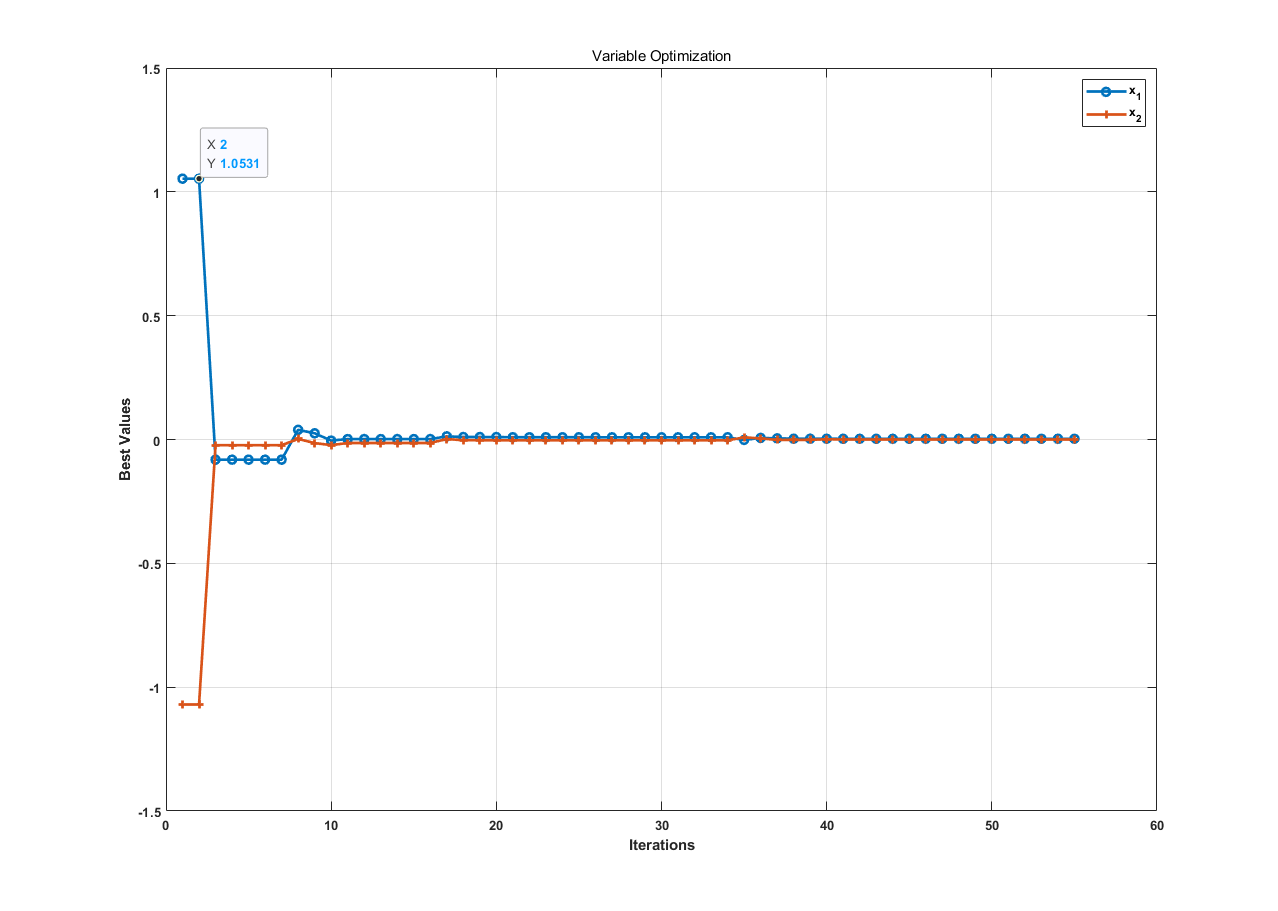 Variable Optimization
1.5
x1
x2
X 2
Y 1.0531
1
0.5
0
-0.5
-1
-1.5
Best Values
0 10 20 30 40 50 60
Iterations